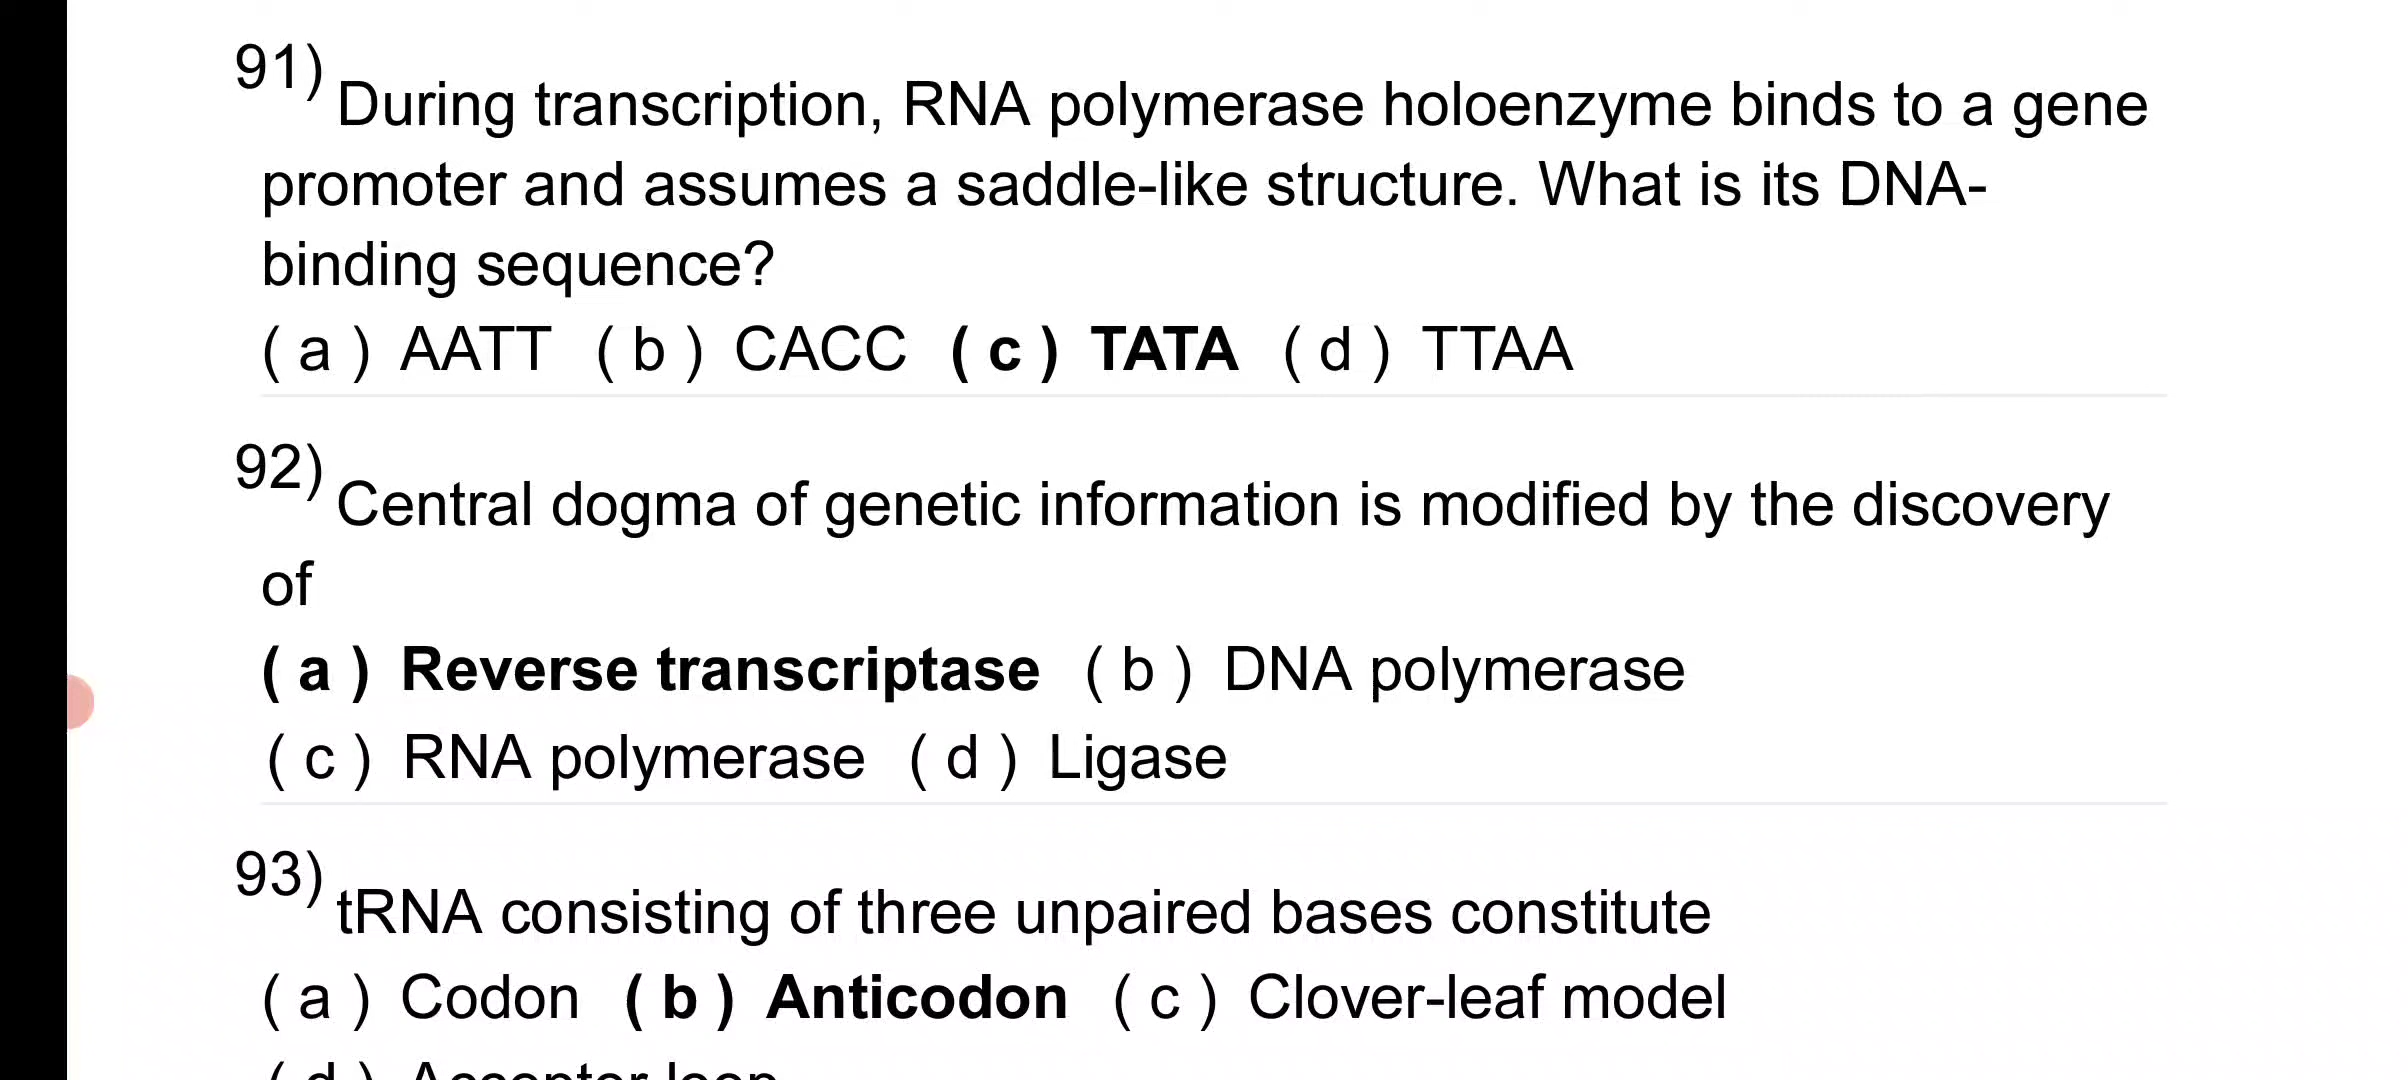 91)
During transcription, RNA polymerase holoenzyme binds to a gene
promoter and assumes a saddle-like structure. What is its DNA-
binding sequence?
( a ) AATT ( b ) CACC ( c ) TATA ( d ) TTAA
92)
Central dogma of genetic information is modified by the discovery
of
( a ) Reverse transcriptase ( b ) DNA polymerase
( c ) RNA polymerase ( d ) Ligase
93)
tRNA consisting of three unpaired bases constitute
( a ) Codon ( b ) Anticodon ( c ) Clover-leaf model
( d ) Acceptor loop